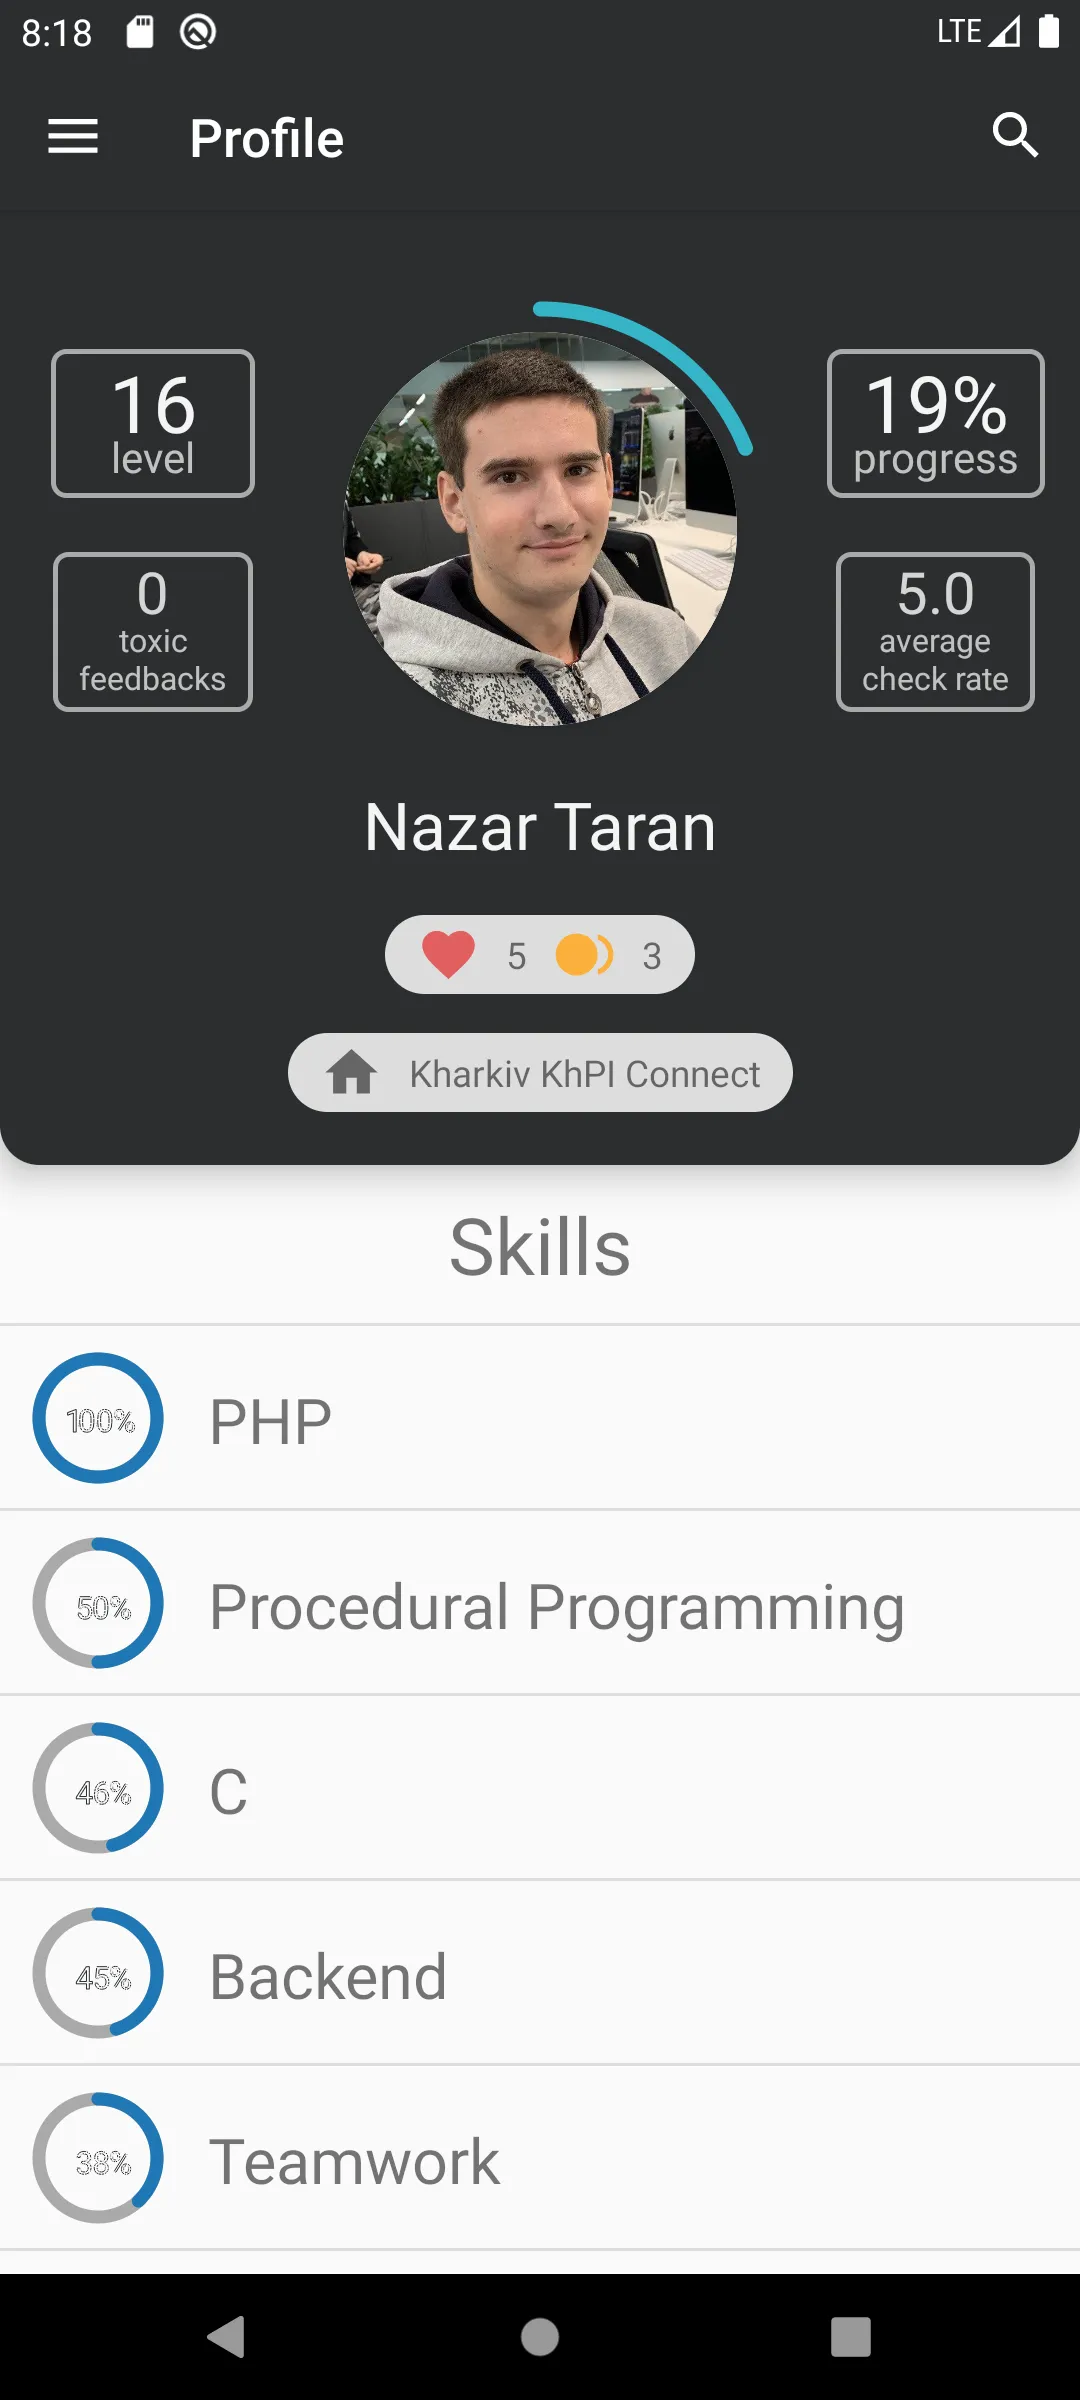 8:18
LTE
Profile
16
level
19%
progress
0
toxic
feedbacks
5.0
average
check rate
Nazar Taran
5 3
Kharkiv KhPI Connect
Skills
100% PHP
50% Procedural Programming
46% C
45% Backend
38% Teamwork